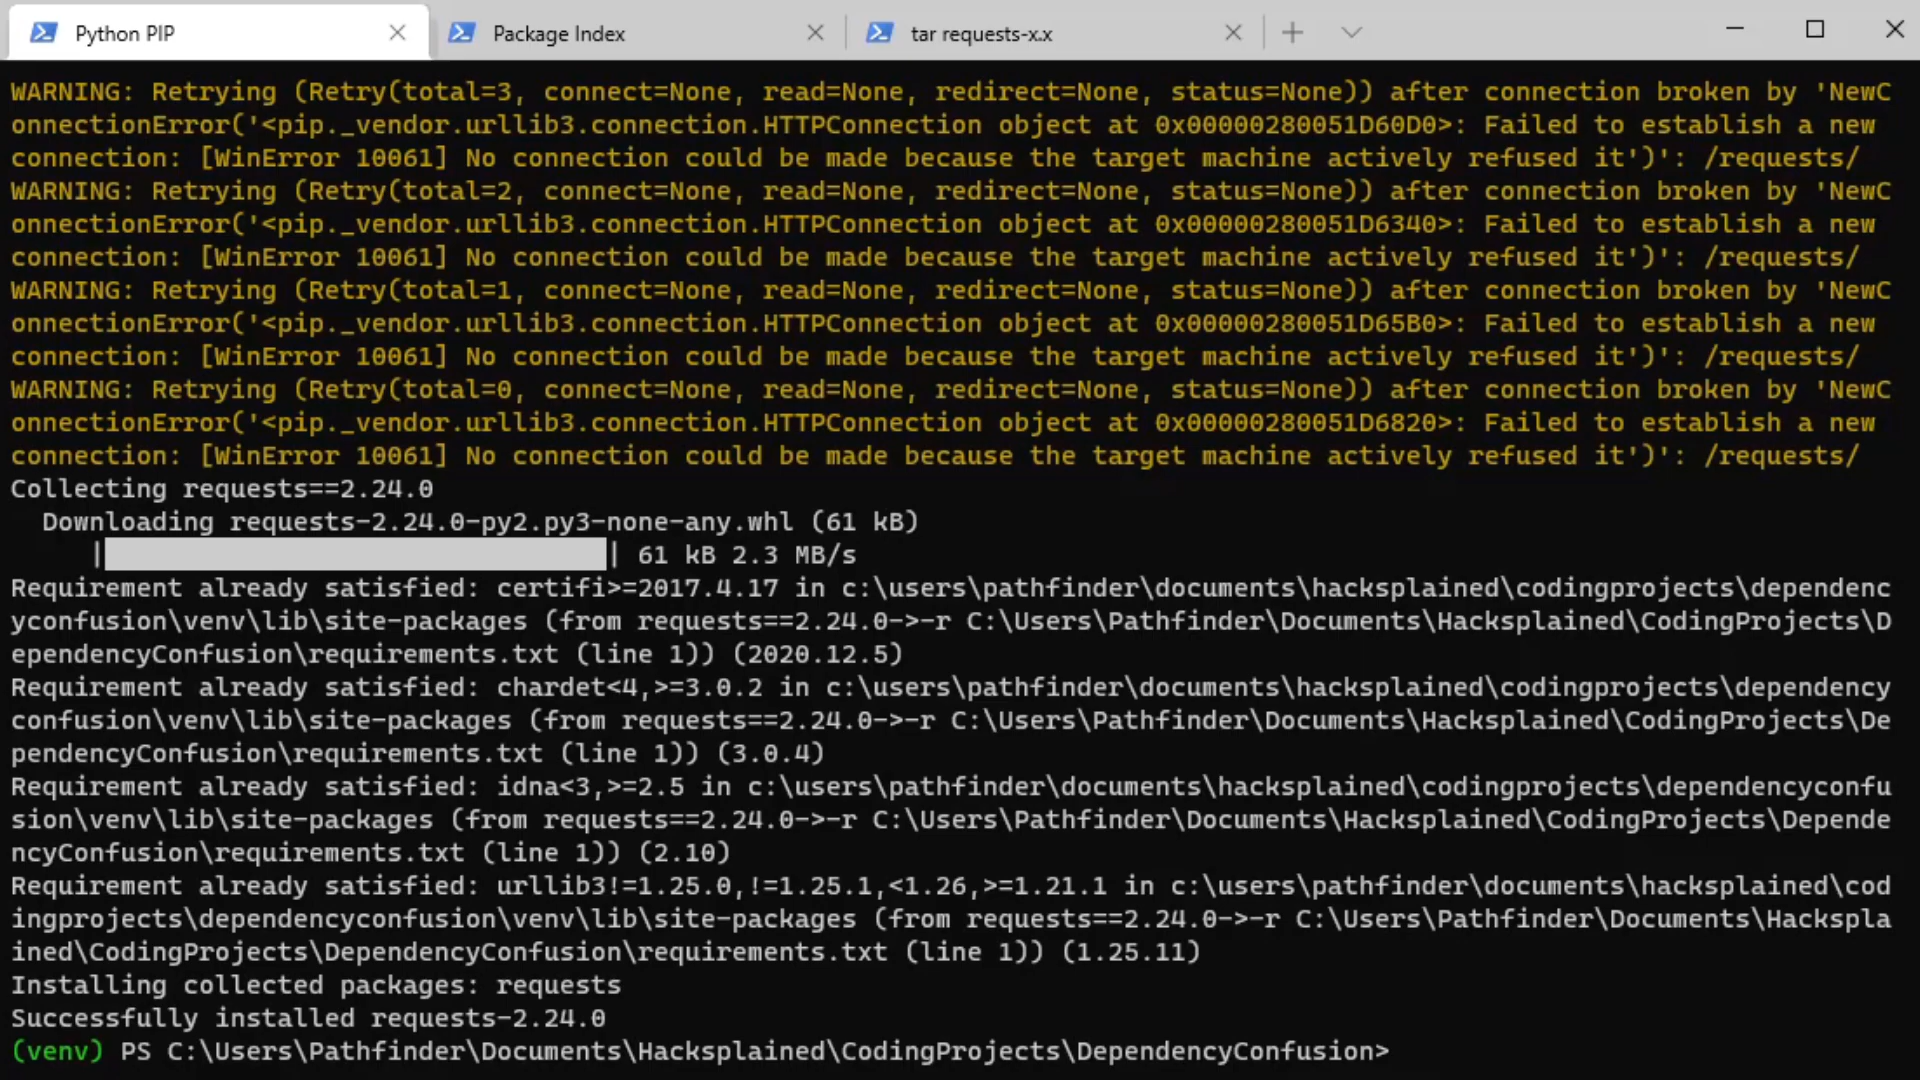 Python PIP
Package Index
tar requests-x.x
WARNING: Retrying (Retry(total=3, connect=None, read=None, redirect=None, status=None)) after connection broken by 'NewC
onnectionError('<pip._vendor.urllib3.connection.HTTPConnection object at 0x00000280051D60D0>: Failed to establish a new
connection: [WinError 10061] No connection could be made because the target machine actively refused it')': /requests/
WARNING: Retrying (Retry(total=2, connect=None, read=None, redirect=None, status=None)) after connection broken by 'NewC
onnectionError('<pip._vendor.urllib3.connection.HTTPConnection object at 0x00000280051D6340>: Failed to establish a new
connection: [WinError 10061] No connection could be made because the target machine actively refused it')': /requests/
WARNING: Retrying (Retry(total=1, connect=None, read=None, redirect=None, status=None)) after connection broken by 'NewC
onnectionError('<pip._vendor.urllib3.connection.HTTPConnection object at 0x00000280051D65B0>: Failed to establish a new
connection: [WinError 10061] No connection could be made because the target machine actively refused it')': /requests/
WARNING: Retrying (Retry(total=0, connect=None, read=None, redirect=None, status=None)) after connection broken by 'NewC
onnectionError('<pip._vendor.urllib3.connection.HTTPConnection object at 0x00000280051D6820>: Failed to establish a new
connection: [WinError 10061] No connection could be made because the target machine actively refused it')': /requests/
Collecting requests==2.24.0
  Downloading requests-2.24.0-py2.py3-none-any.whl (61 kB)
     | | 61 kB 2.3 MB/s
Requirement already satisfied: certifi>=2017.4.17 in c:\users\pathfinder\documents\hacksplained\codingprojects\dependenc
yconfusion\venv\lib\site-packages (from requests==2.24.0->-r C:\Users\Pathfinder\Documents\Hacksplained\CodingProjects\D
ependencyConfusion\requirements.txt (line 1)) (2020.12.5)
Requirement already satisfied: chardet<4,>=3.0.2 in c:\users\pathfinder\documents\hacksplained\codingprojects\dependency
confusion\venv\lib\site-packages (from requests==2.24.0->-r C:\Users\Pathfinder\Documents\Hacksplained\CodingProjects\De
pendencyConfusion\requirements.txt (line 1)) (3.0.4)
Requirement already satisfied: idna<3,>=2.5 in c:\users\pathfinder\documents\hacksplained\codingprojects\dependencyconfu
sion\venv\lib\site-packages (from requests==2.24.0->-r C:\Users\Pathfinder\Documents\Hacksplained\CodingProjects\Depende
ncyConfusion\requirements.txt (line 1)) (2.10)
Requirement already satisfied: urllib3!=1.25.0,!=1.25.1,<1.26,>=1.21.1 in c:\users\pathfinder\documents\hacksplained\cod
ingprojects\dependencyconfusion\venv\lib\site-packages (from requests==2.24.0->-r C:\Users\Pathfinder\Documents\Hackspla
ined\CodingProjects\DependencyConfusion\requirements.txt (line 1)) (1.25.11)
Installing collected packages: requests
Successfully installed requests-2.24.0
(venv) PS C:\Users\Pathfinder\Documents\Hacksplained\CodingProjects\DependencyConfusion>